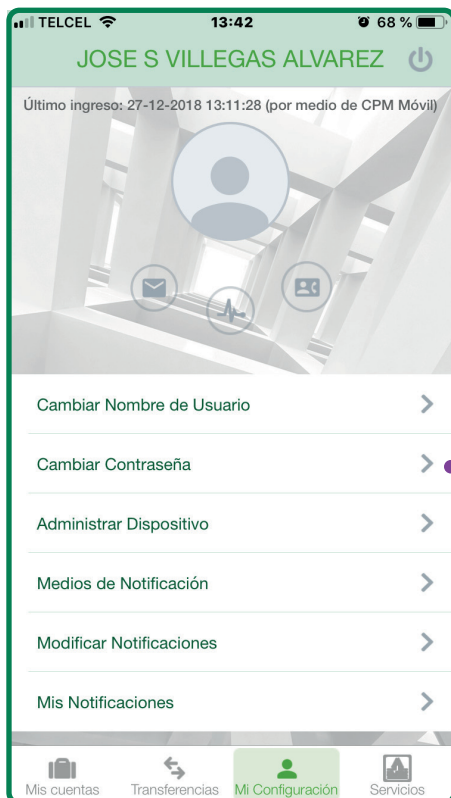 TELCEL 13:42 68 %
JOSE S VILLEGAS ALVAREZ
Último ingreso: 27-12-2018 13:11:28 (por medio de CPM Móvil)
Cambiar Nombre de Usuario
Cambiar Contraseña
Administrar Dispositivo
Medios de Notificación
Modificar Notificaciones
Mis Notificaciones
Mis cuentas Transferencias Mi Configuración Servicios